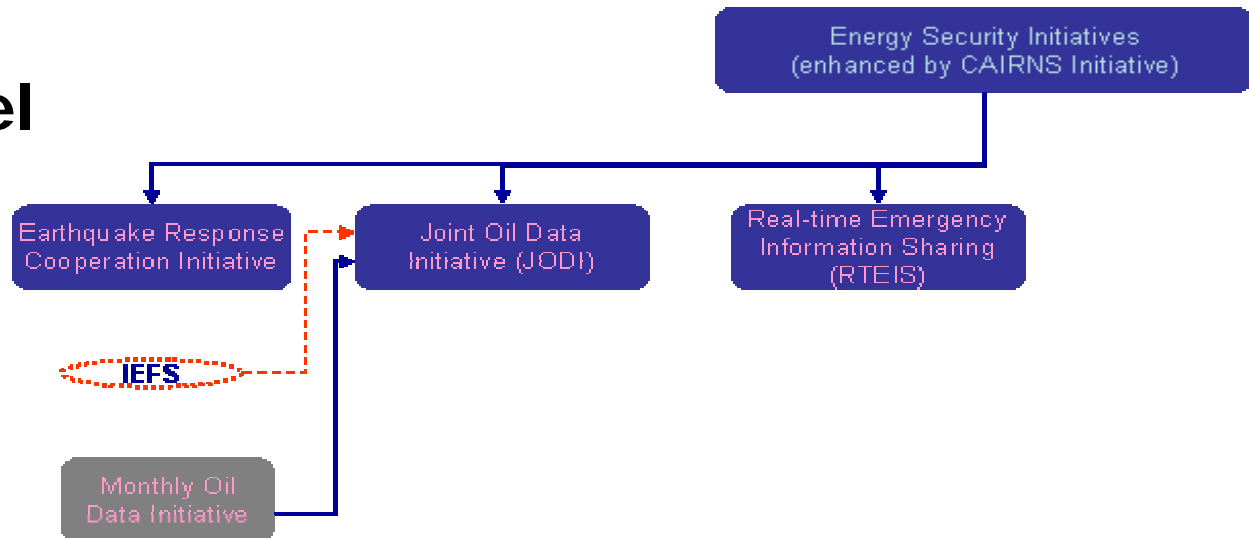 Energy Security Initiatives
(enhanced by CAIRNS Initiative)
el
Earthquake Response
Cooperation Initiative
Joint Oil Data
Initiative (JODI)
Real-time Emergency
Information Sharing
(RTEIS)
IEFS
Monthly Oil
Data Initiative